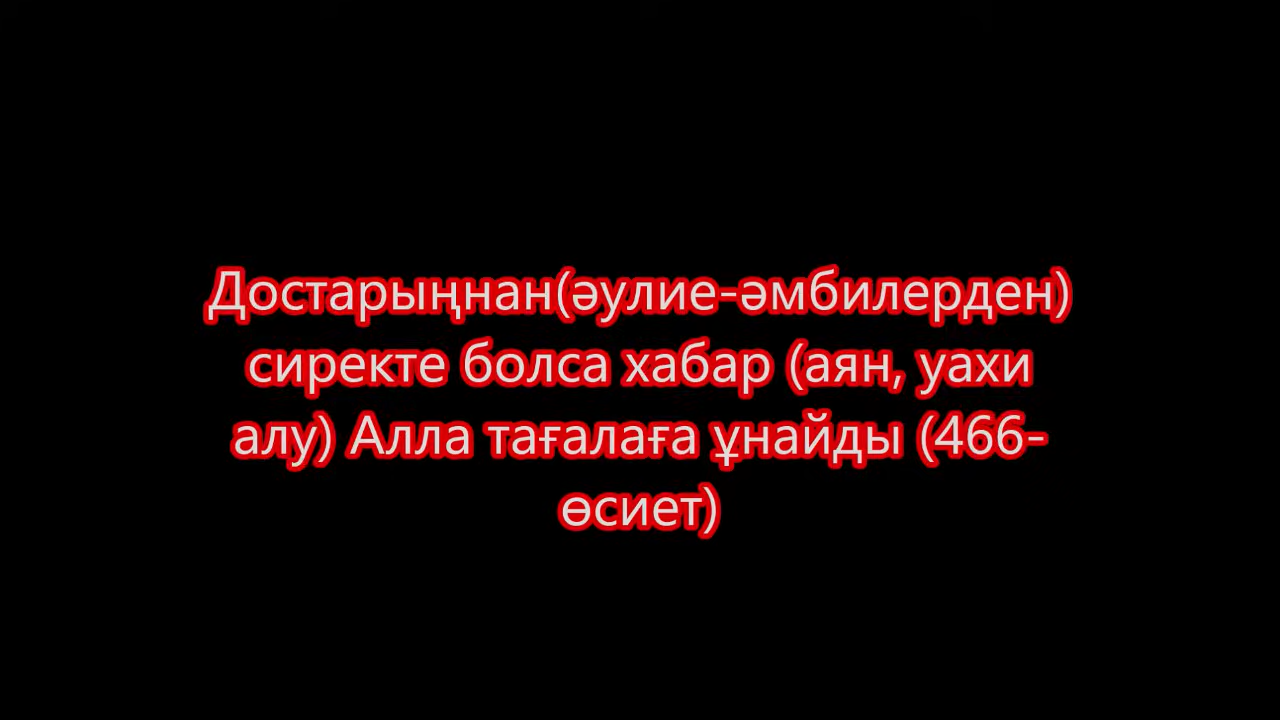 Достарыңнан(әулие-әмбилерден)
сиректе болса хабар (аян, уахи
алу) Алла тағалаға ұнайды (466-
өсиет)